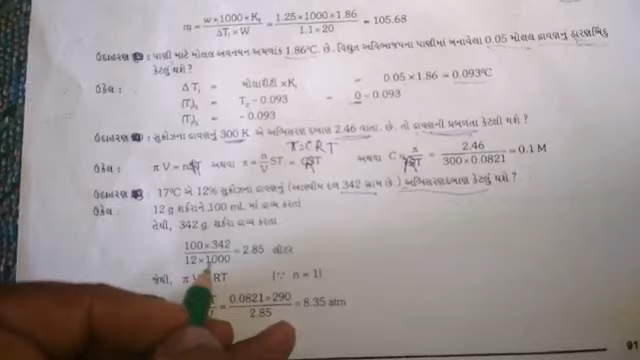 m = w×1000×K_f / ΔT_f×W = 1.25×1000×1.86 / 1.1×20 = 105.68
ઉદાહરણ : પાણી માટે મોલલ અવનયન અચળાંક 1.86°C. છે. વિદ્યુત અવિભાજ્ય પાણીમાં બનાવેલા 0.05 મોલલ દ્રાવણનું ઠારણબિંદુ
કેટલું થશે ?
ઉકેલ : ΔT_f = મોલાલીટી ×K_f = 0.05×1.86 = 0.093°C
(T_f)s = T_0 – 0.093 = 0 – 0.093
(T_f)s = – 0.093
ઉદાહરણ : સુક્રોઝના દ્રાવણનું 300 K એ અભિસરણ દબાણ 2.46 વાતા. છે. તો દ્રાવણની પ્રબળતા કેટલી થશે ?
π=CRT
ઉકેલ : π V = nST અથવા π = n/V ST = CST અથવા C = π/ST = 2.46 / 300×0.0821 = 0.1 M
ઉદાહરણ : 17°C એ 12% સુક્રોઝના દ્રાવણનું (આણ્વીય દળ 342 ગ્રામ છે.) અભિસરણદબાણ કેટલું થશે ?
ઉકેલ : 12 g શર્કરાને 100 mL માં દ્રાવ્ય કરતાં
તેથી, 342 g. શર્કરા દ્રાવ્ય કરતા
100×342 / 12×1000 = 2.85 લીટર
જેથી, π V RT (∵ n = 1)
= 0.0821×290 / 2.85 = 8.35 atm
91